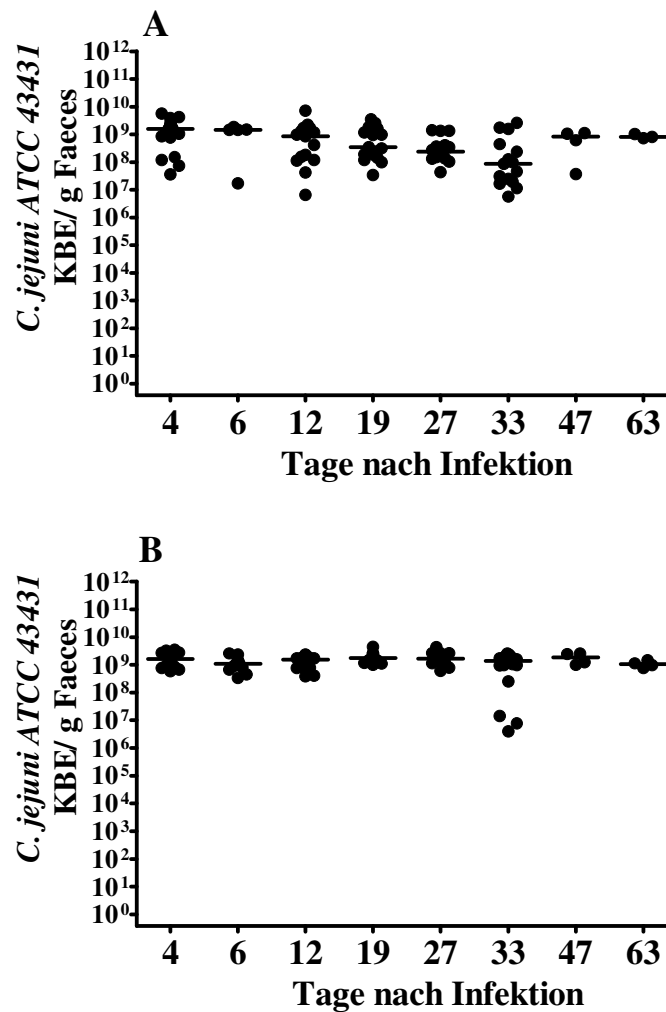 A
C. jejuni ATCC 43431
KBE/ g Faeces
10¹²
10¹¹
10¹⁰
10⁹
10⁸
10⁷
10⁶
10⁵
10⁴
10³
10²
10¹
10⁰
4 6 12 19 27 33 47 63
Tage nach Infektion
B
C. jejuni ATCC 43431
KBE/ g Faeces
10¹²
10¹¹
10¹⁰
10⁹
10⁸
10⁷
10⁶
10⁵
10⁴
10³
10²
10¹
10⁰
4 6 12 19 27 33 47 63
Tage nach Infektion